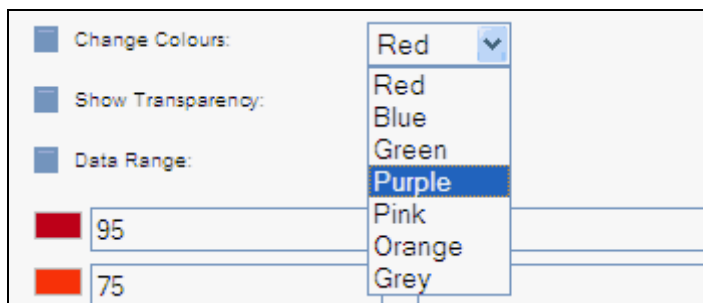 Change Colours: Red
Red
Show Transparency:
Blue
Green
Data Range:
Purple
Pink
95
Orange
75
Grey